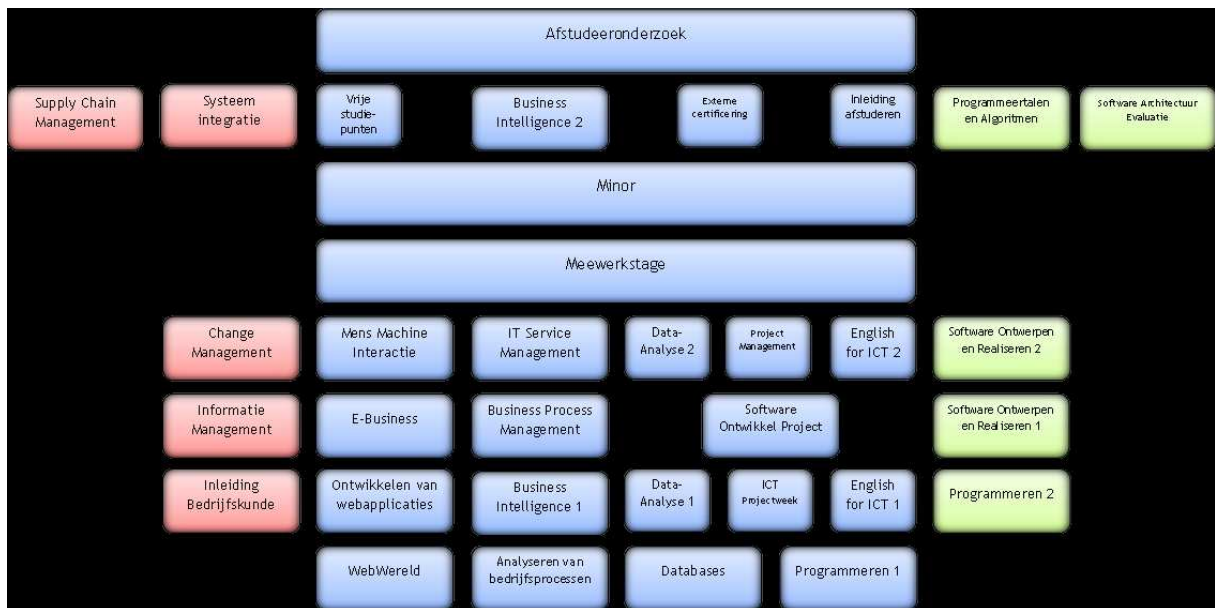 Afstudeeronderzoek
Supply Chain
Management
Systeem
integratie
Vrije
studie-
punten
Business
Intelligence 2
Externe
certificering
Inleiding
afstuderen
Programmeertalen
en Algoritmen
Software Architectuur
Evaluatie
Minor
Meewerkstage
Change
Management
Mens Machine
Interactie
IT Service
Management
Data-
Analyse 2
Project
Management
English
for ICT 2
Software Ontwerpen
en Realiseren 2
Informatie
Management
E-Business
Business Process
Management
Software
Ontwikkel Project
Software Ontwerpen
en Realiseren 1
Inleiding
Bedrijfskunde
Ontwikkelen van
webapplicaties
Business
Intelligence 1
Data-
Analyse 1
ICT
Projectweek
English
for ICT 1
Programmeren 2
WebWereld
Analyseren van
bedrijfsprocessen
Databases
Programmeren 1